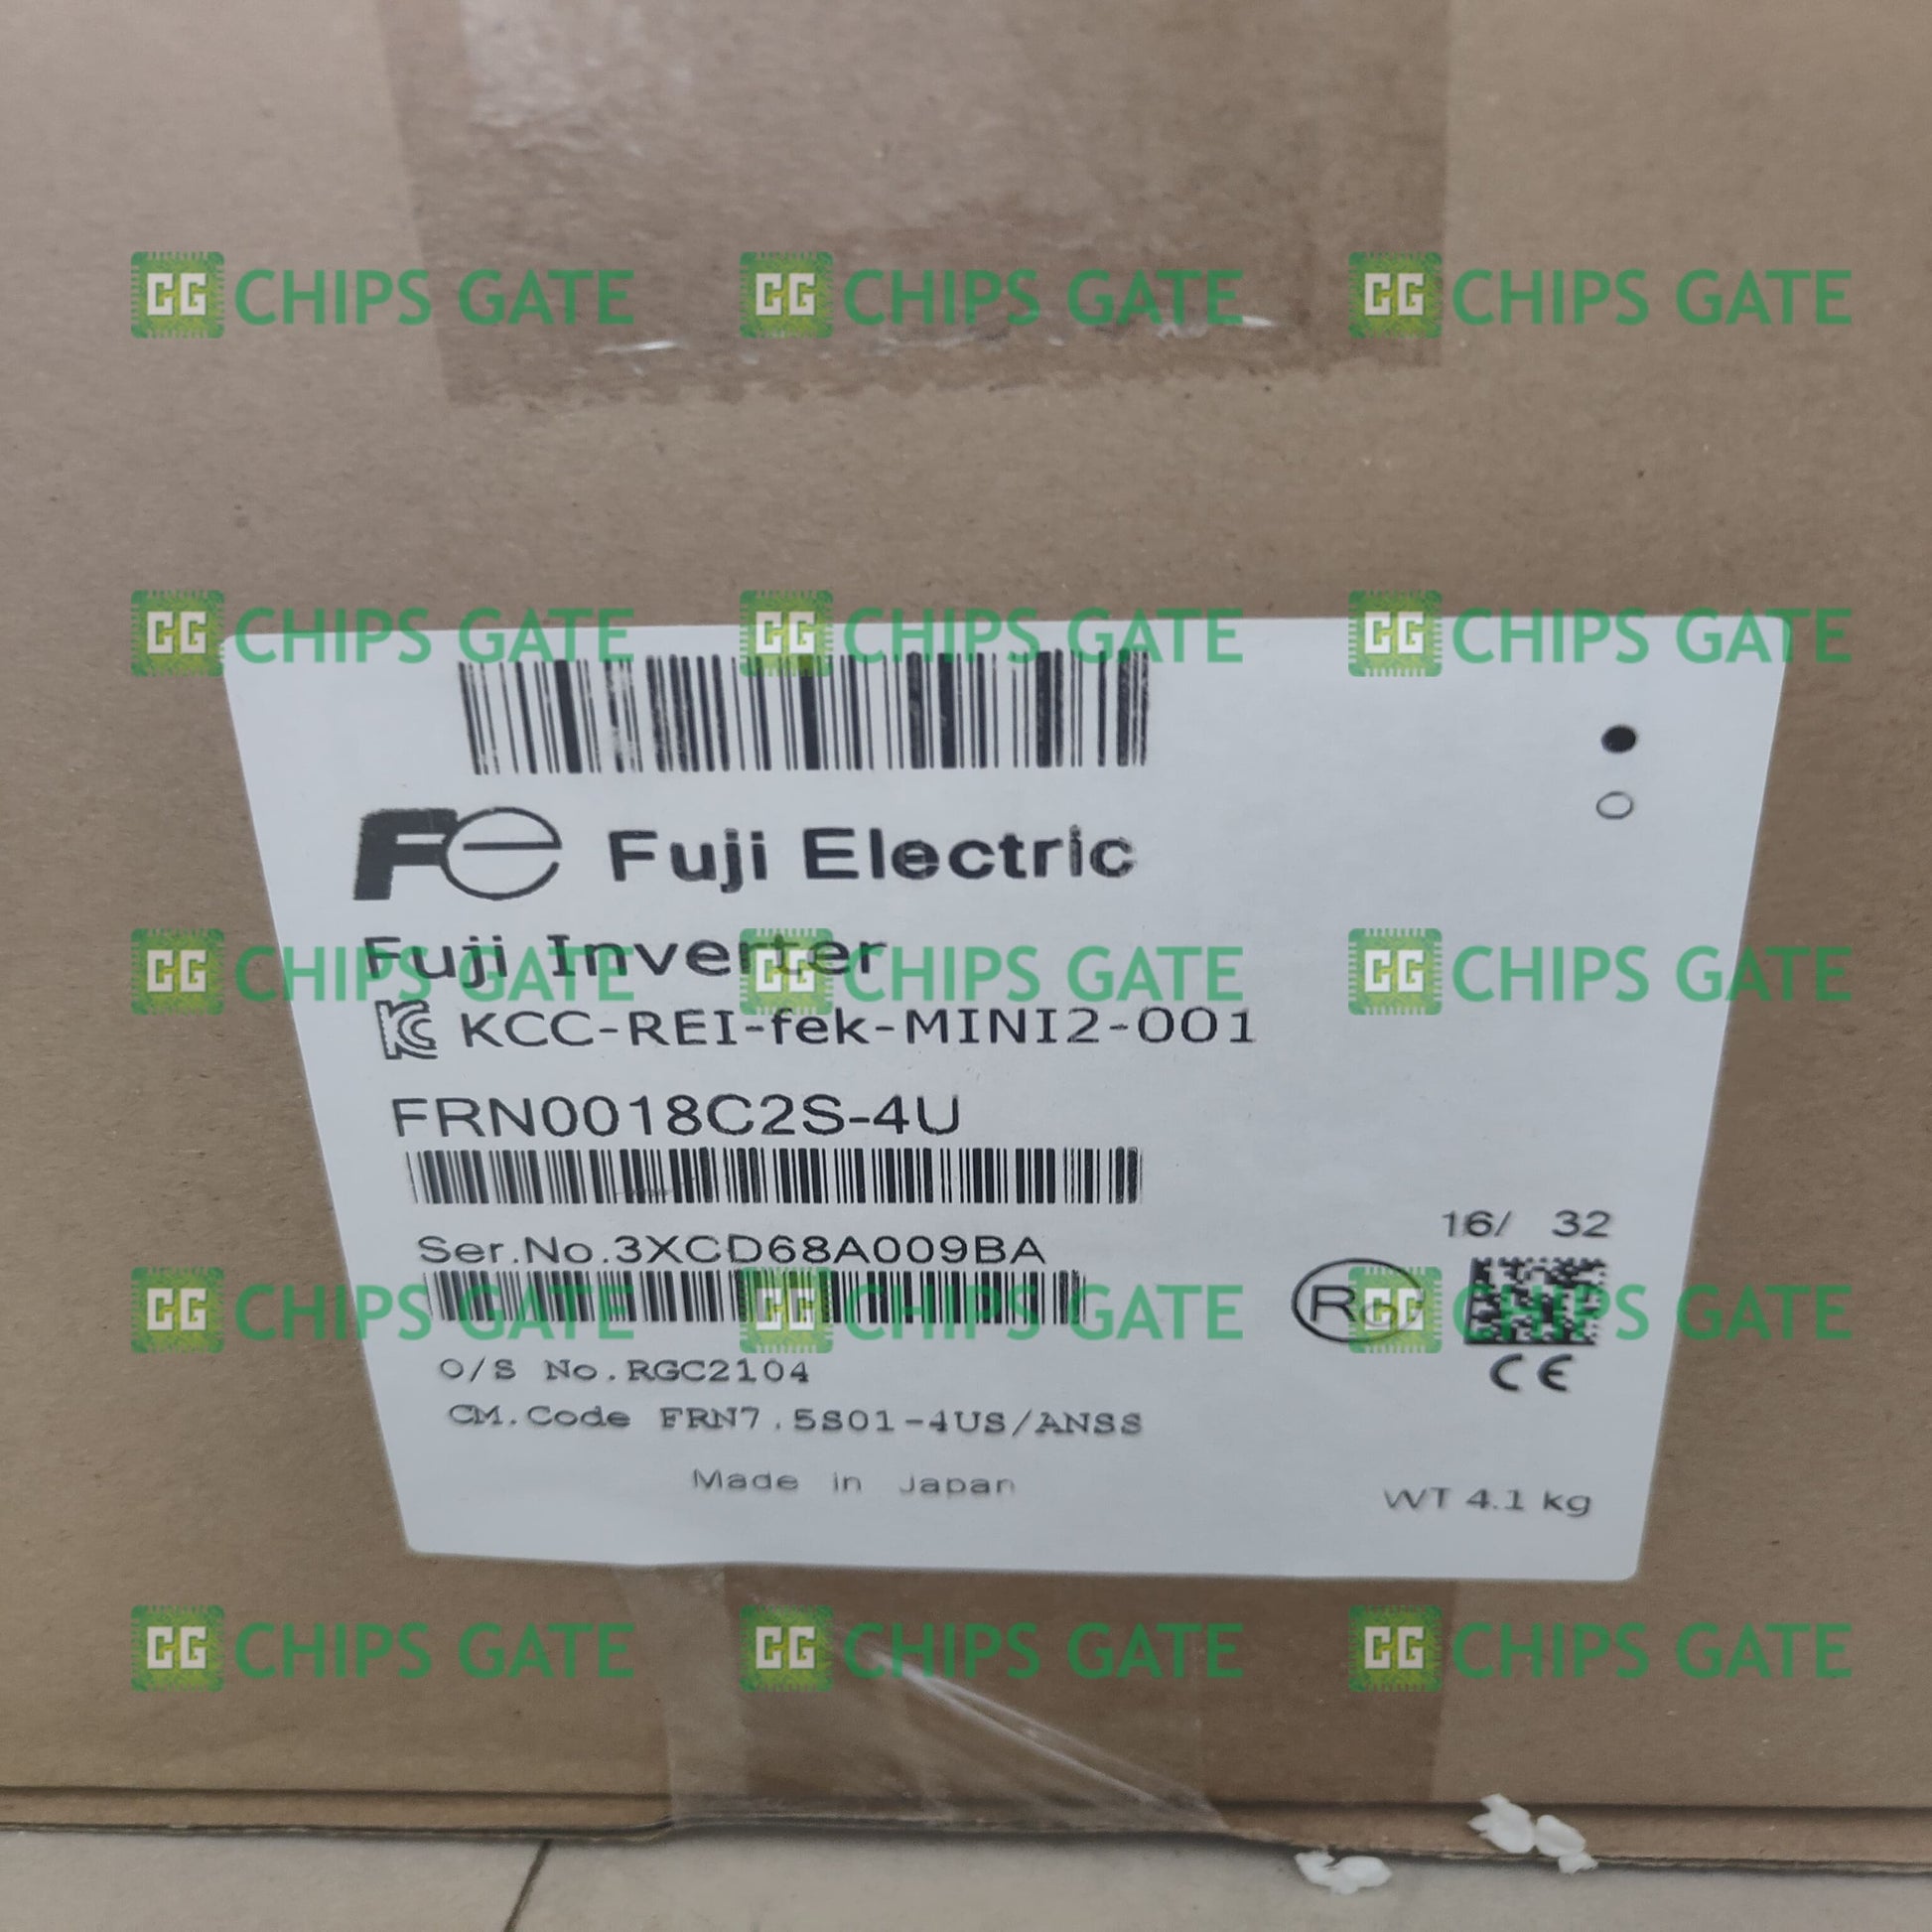 CG CHIPS GATE CG CHIPS GATE CG CHIPS GATE
CG CHIPS GATE CG CHIPS GATE CG CHIPS GATE
Fe Fuji Electric
Fuji Inverter
CG CHIPS GATE CG CHIPS GATE CG CHIPS GATE
KC KCC-REI-fek-MINI2-001
FRN0018C2S-4U
16/ 32
Ser.No.3XCD68A009BA
CG CHIPS GATE CG CHIPS GATE CG CHIPS GATE
Ro
CE
O/S No.RGC2104
CM.Code FRN7.5S01-4US/ANSS
Made in Japan
WT 4.1 kg
CG CHIPS GATE CG CHIPS GATE CG CHIPS GATE